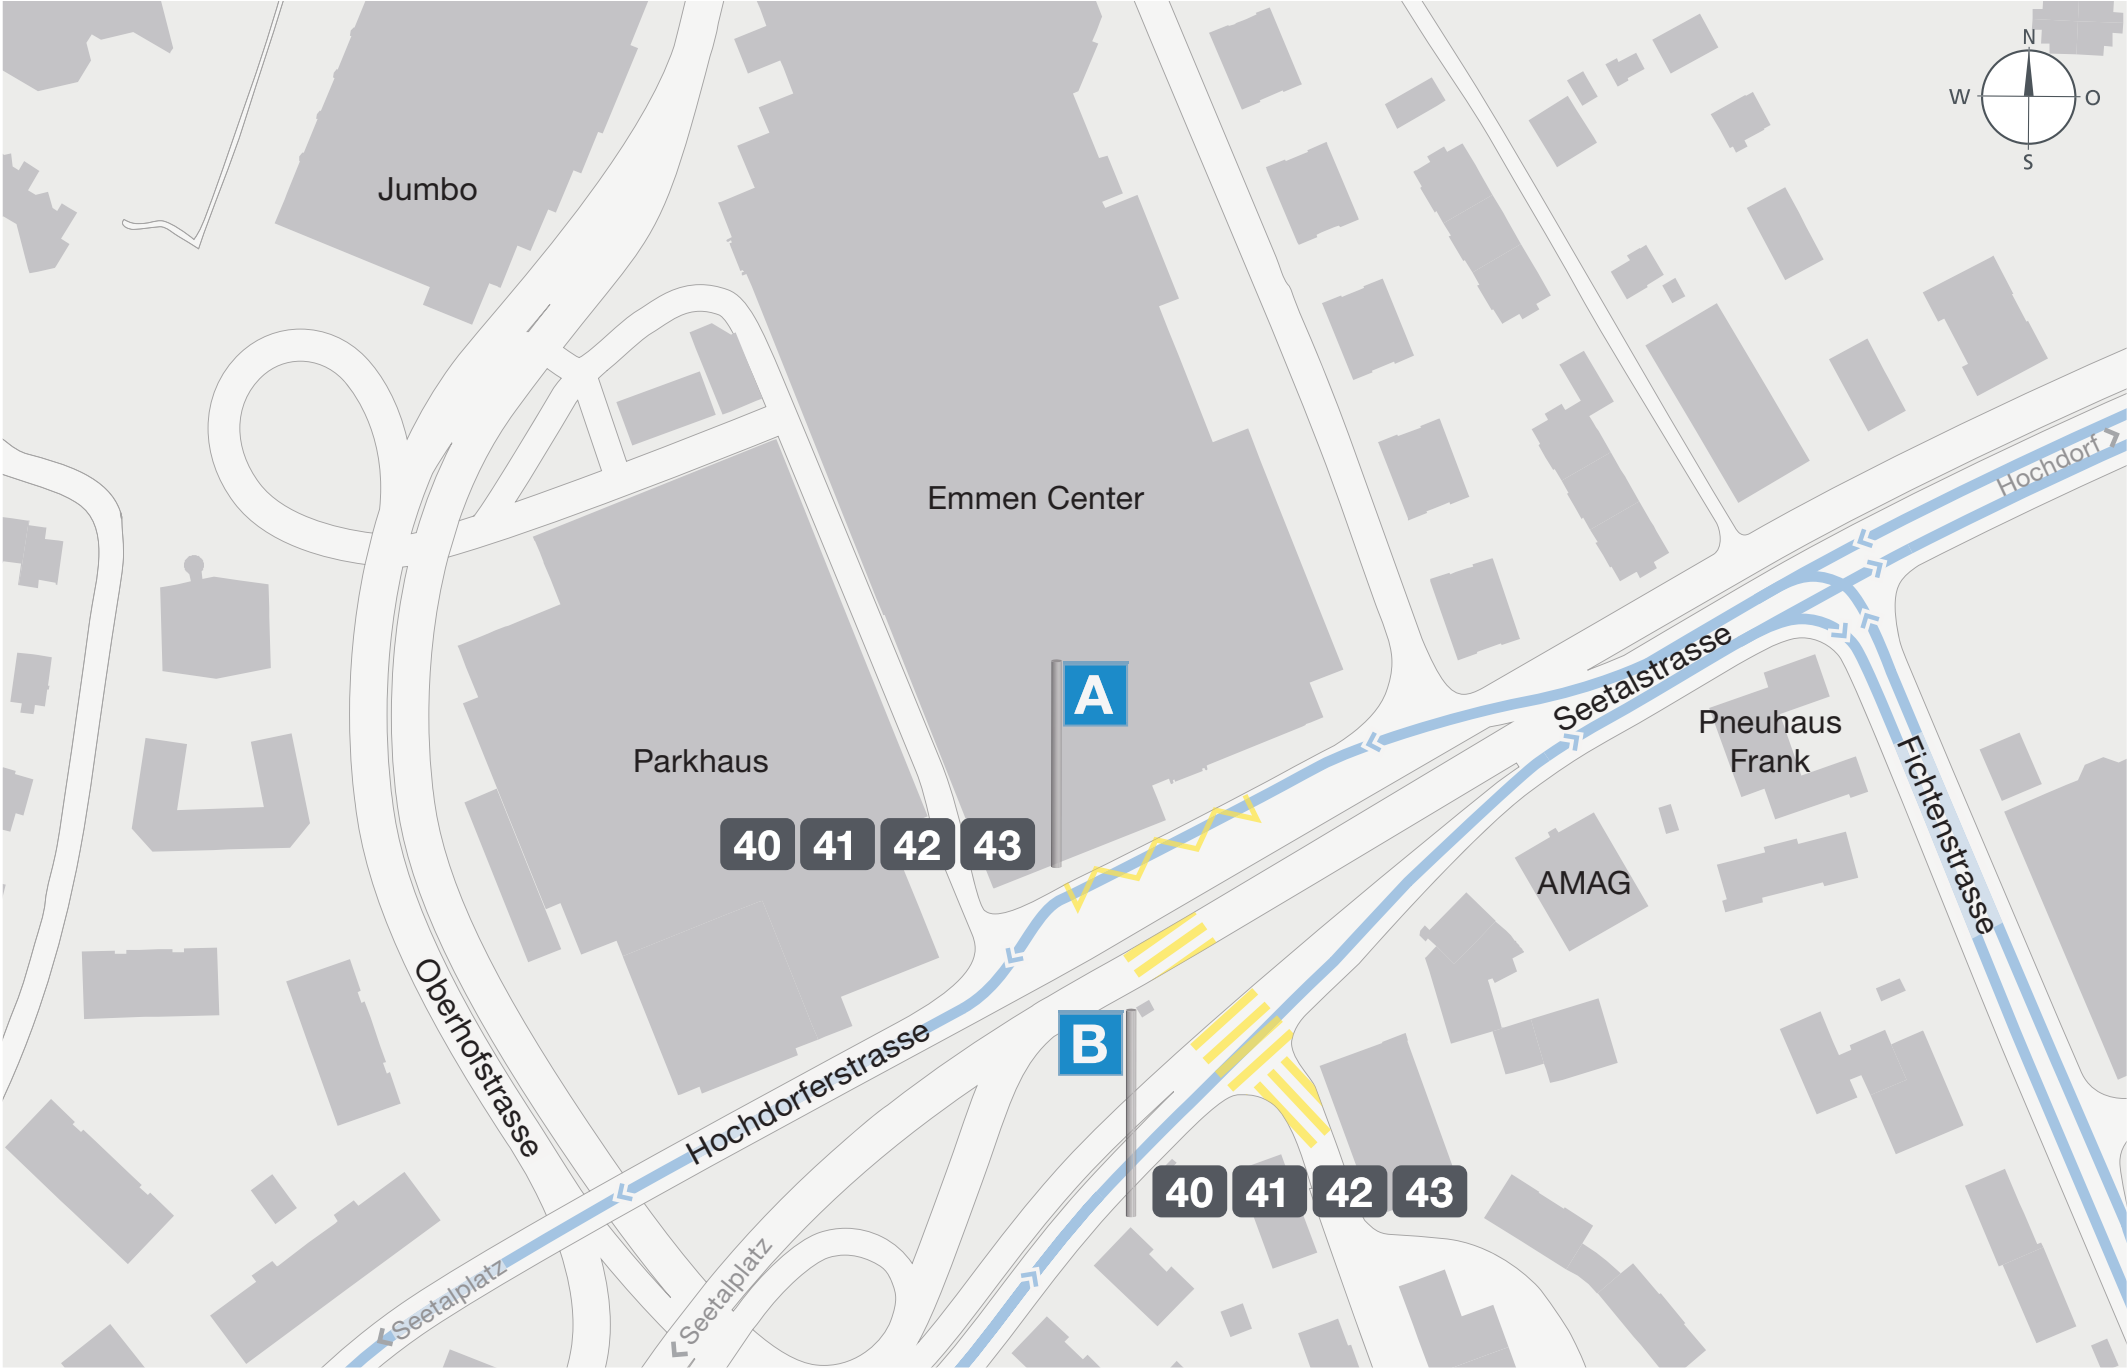 N
W O
S
Jumbo
Hochdorf
Emmen Center
Seetalstrasse
A
Pneuhaus
Frank
Parkhaus
Fichtenstrasse
40 41 42 43
AMAG
Oberhofstrasse
B
Hochdorferstrasse
40 41 42 43
Seetalplatz
Seetalplatz